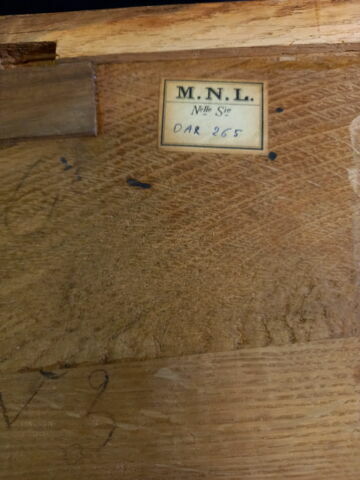 M.N.L.
Nelle Sie
OAR 265